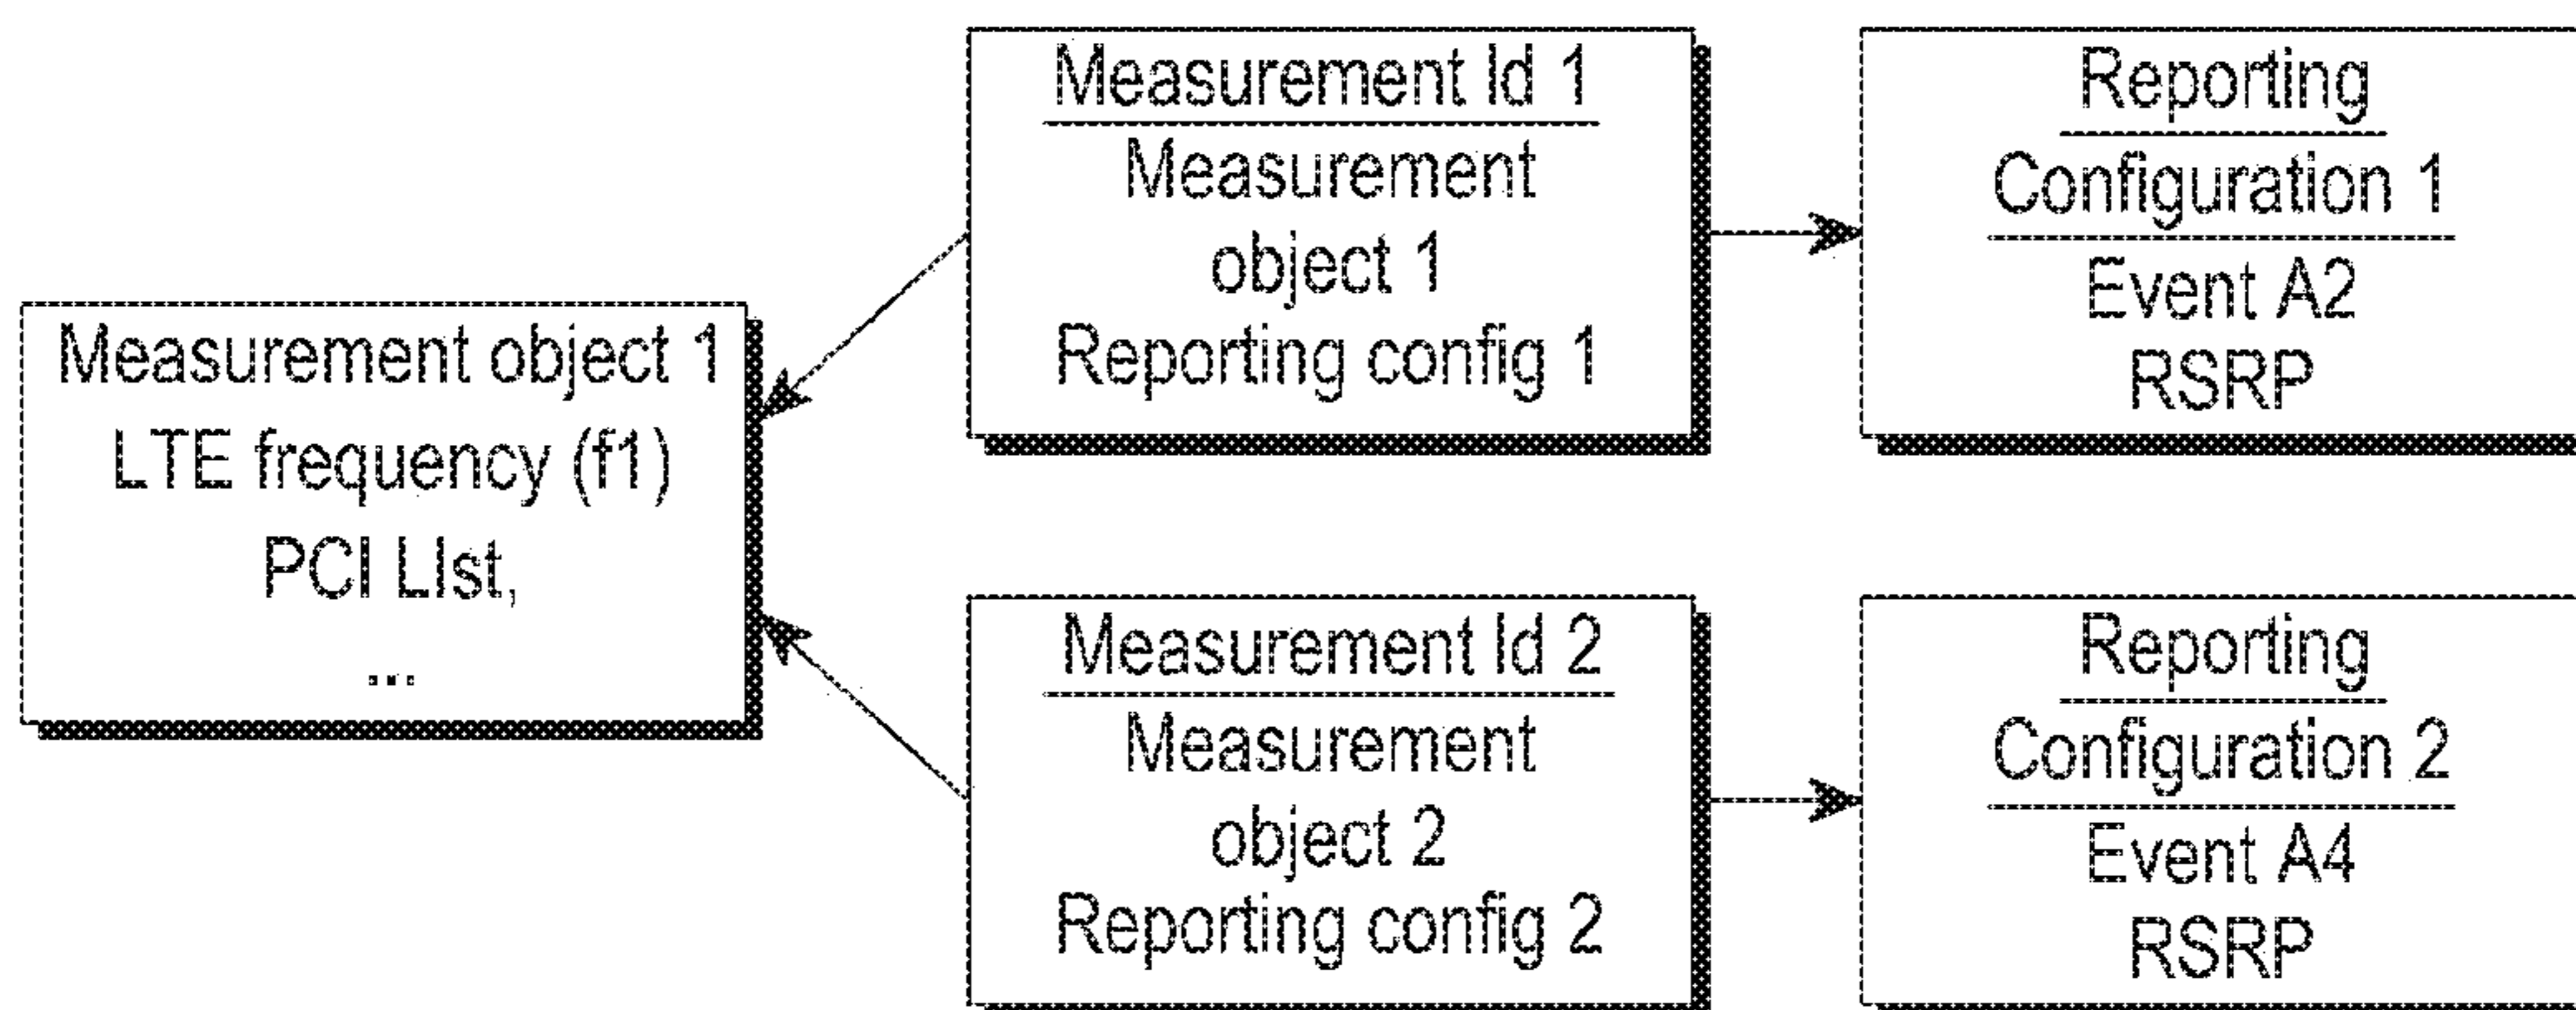 Measurement object 1
LTE frequency (f1)
PCI LIst,
...
Measurement Id 1
Measurement
object 1
Reporting config 1
Reporting
Configuration 1
Event A2
RSRP
Measurement Id 2
Measurement
object 2
Reporting config 2
Reporting
Configuration 2
Event A4
RSRP